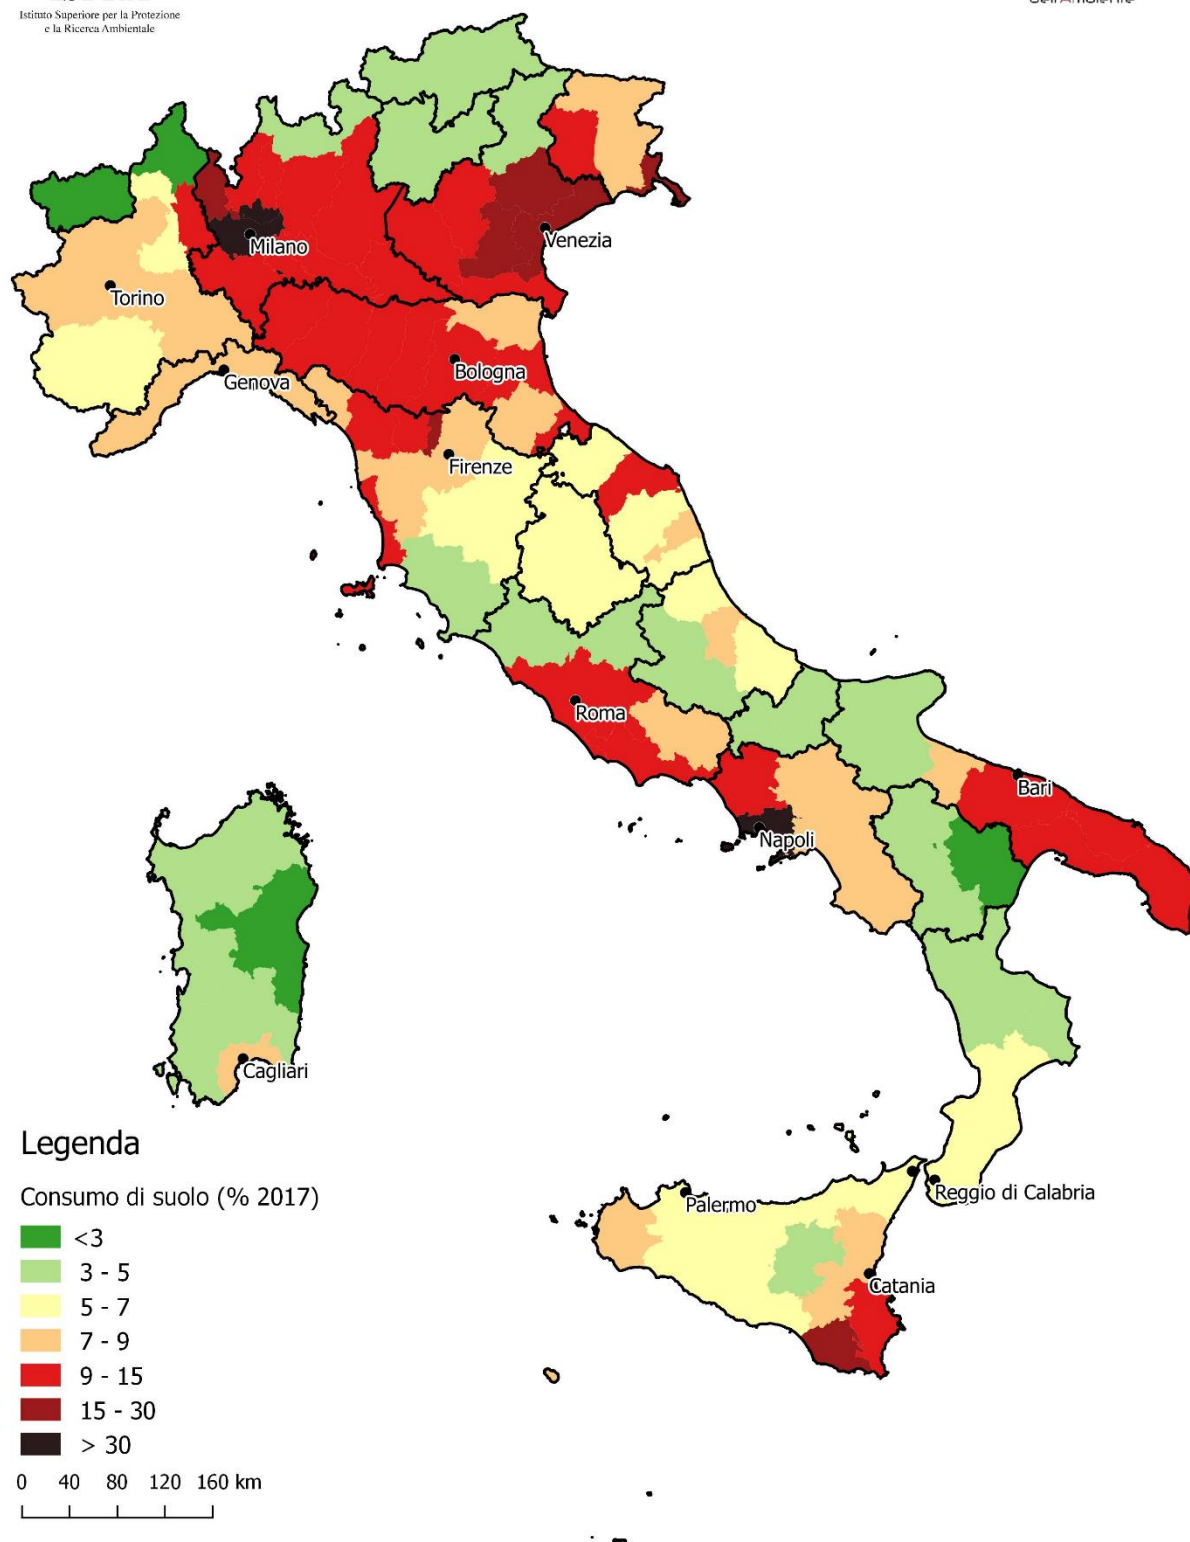 Istituto Superiore per la Protezione
e la Ricerca Ambientale
Milano
Venezia
Torino
Genova
Bologna
Firenze
Roma
Napoli
Bari
Cagliari
Palermo
Reggio di Calabria
Catania
Legenda
Consumo di suolo (% 2017)
<3
3 - 5
5 - 7
7 - 9
9 - 15
15 - 30
> 30
0 40 80 120 160 km